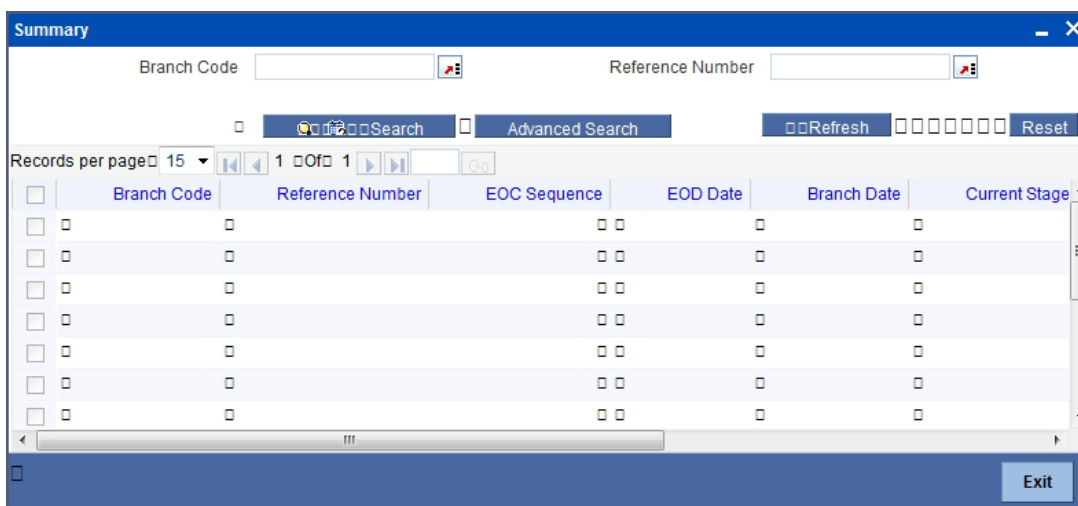 Summary
Branch Code Reference Number
Search Advanced Search Refresh Reset
Records per page 15 1 Of 1 Go
Branch Code Reference Number EOC Sequence EOD Date Branch Date Current Stage
Exit